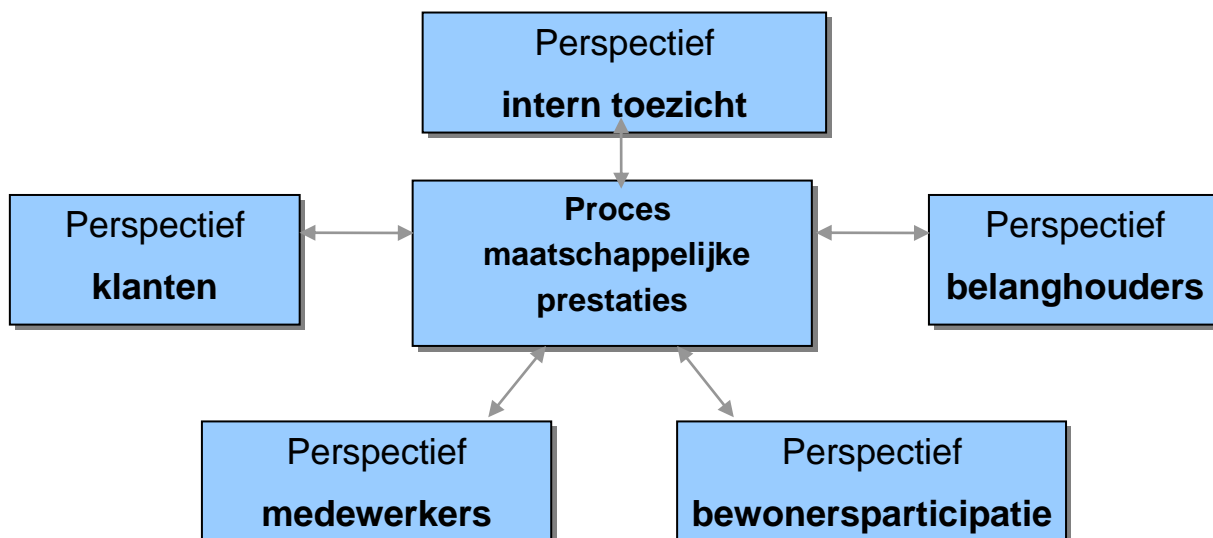 Perspectief
intern toezicht
Perspectief
klanten
Proces
maatschappelijke
prestaties
Perspectief
belanghouders
Perspectief
medewerkers
Perspectief
bewonersparticipatie